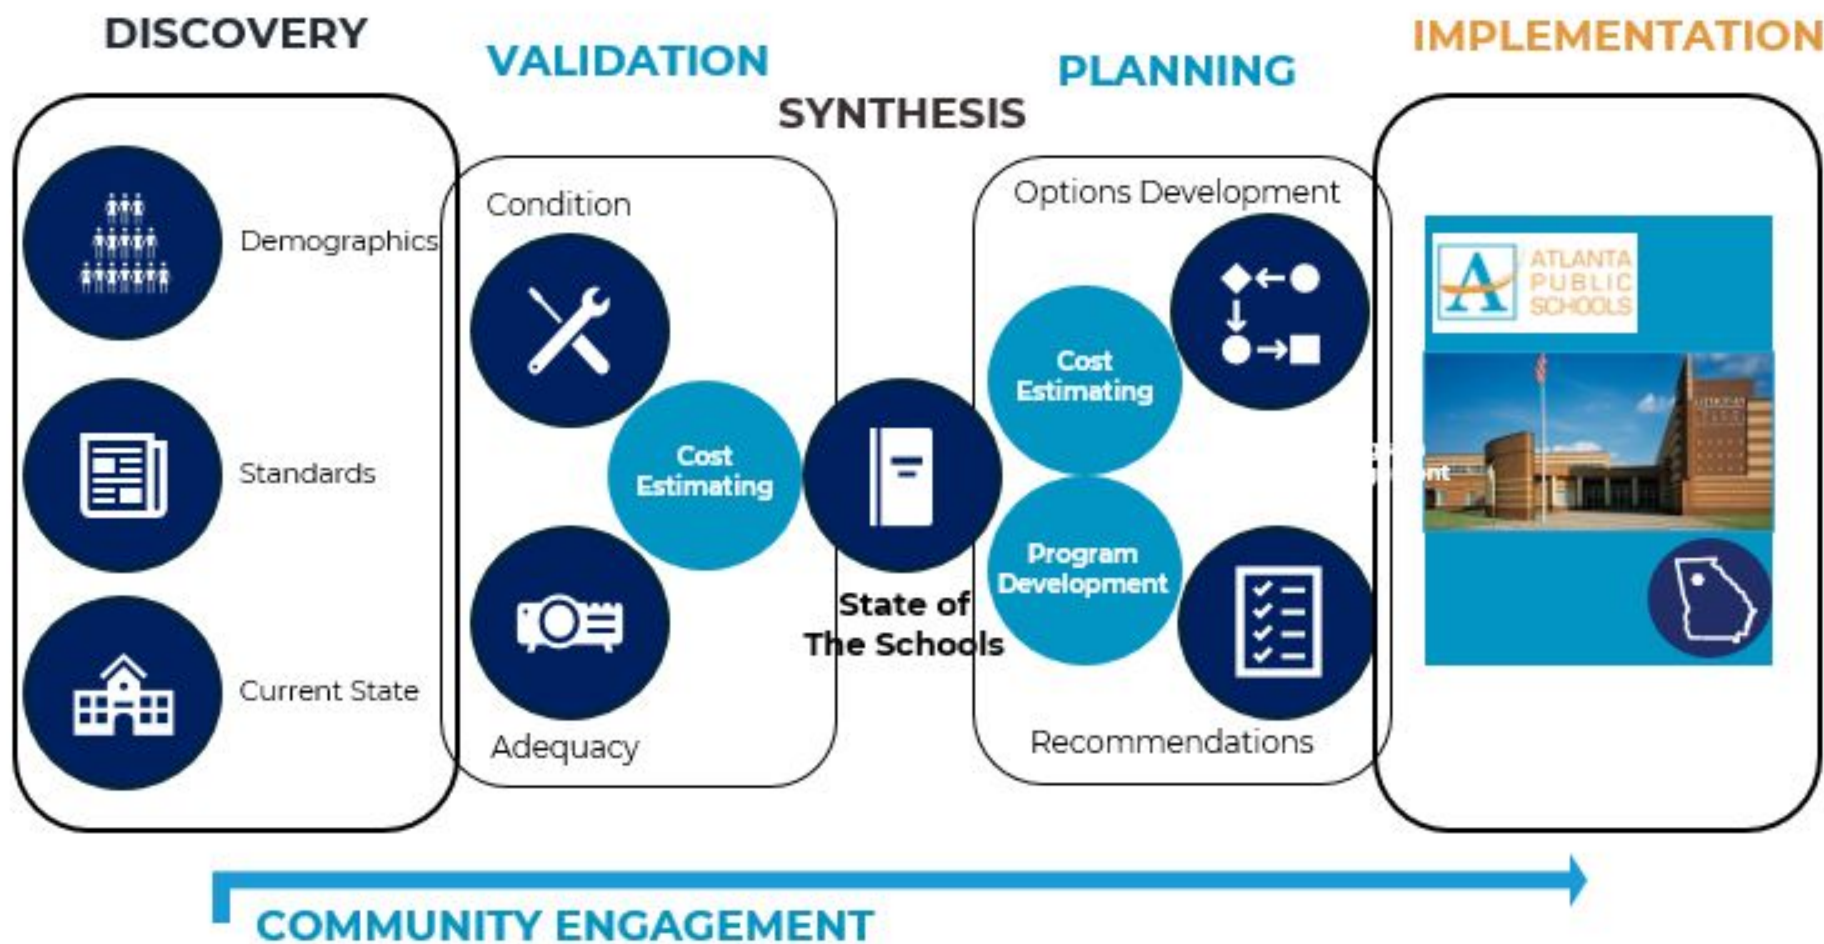 DISCOVERY
VALIDATION
SYNTHESIS
PLANNING
IMPLEMENTATION
Demographics
Standards
Current State
Condition
Cost
Estimating
Adequacy
State of
The Schools
Options Development
Cost
Estimating
Program
Development
Recommendations
ATLANTA
PUBLIC
SCHOOLS
COMMUNITY ENGAGEMENT